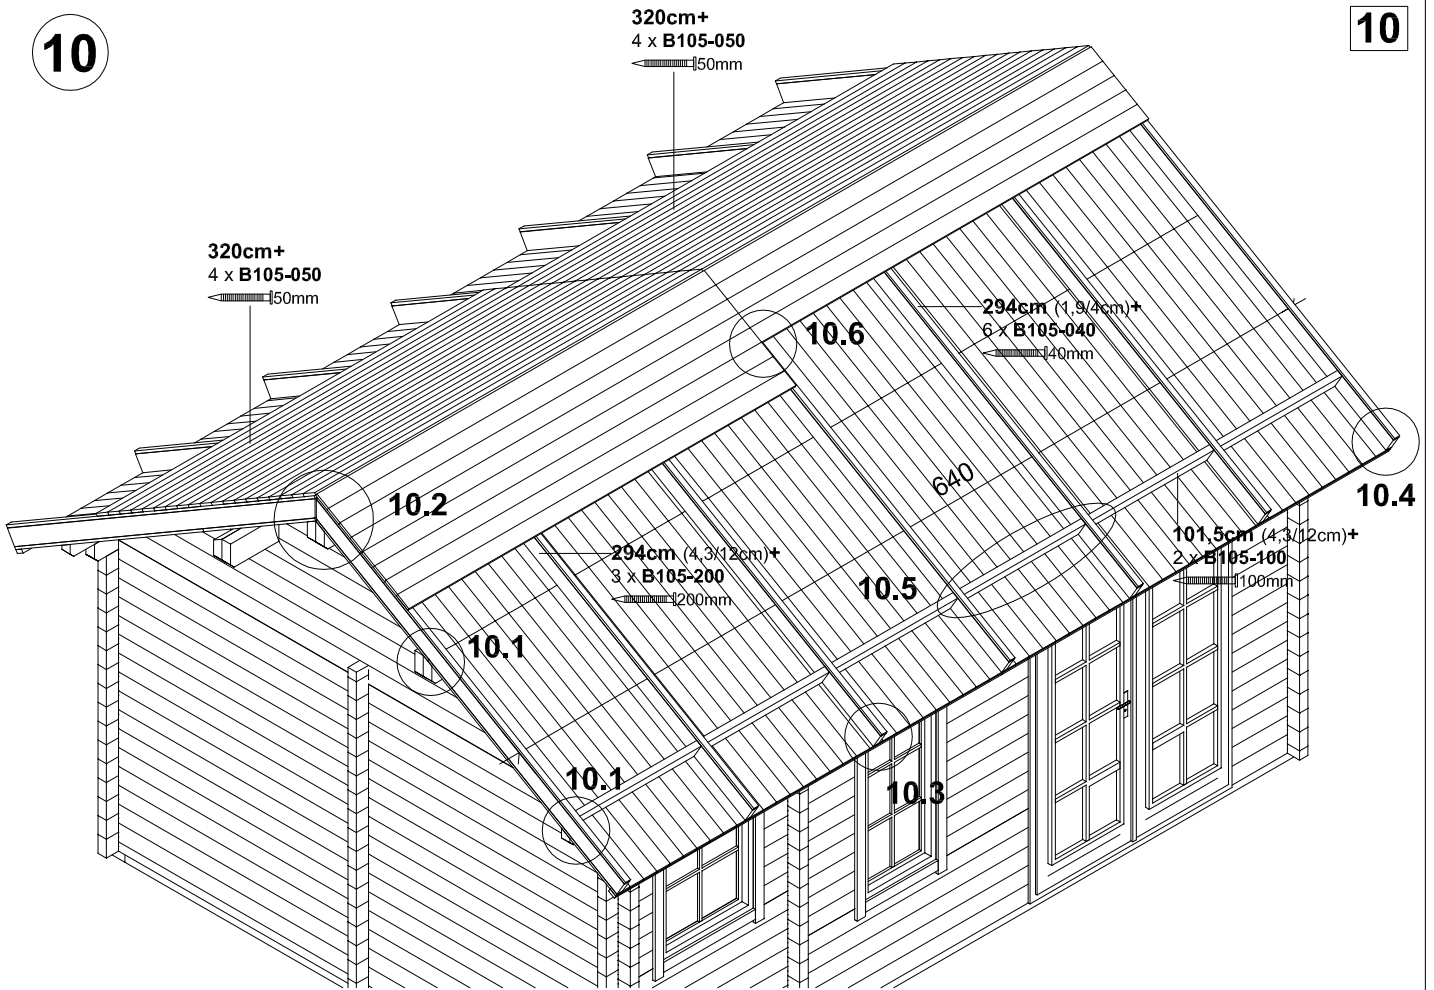 10
320cm+
4 x B105-050
50mm
10
320cm+
4 x B105-050
50mm
294cm (1,9/4cm)+
6 x B105-040
40mm
10.6
640
10.2
10.4
294cm (4,3/12cm)+
3 x B105-200
200mm
101,5cm (4,3/12cm)+
2 x B105-100
100mm
10.5
10.1
10.1
10.3